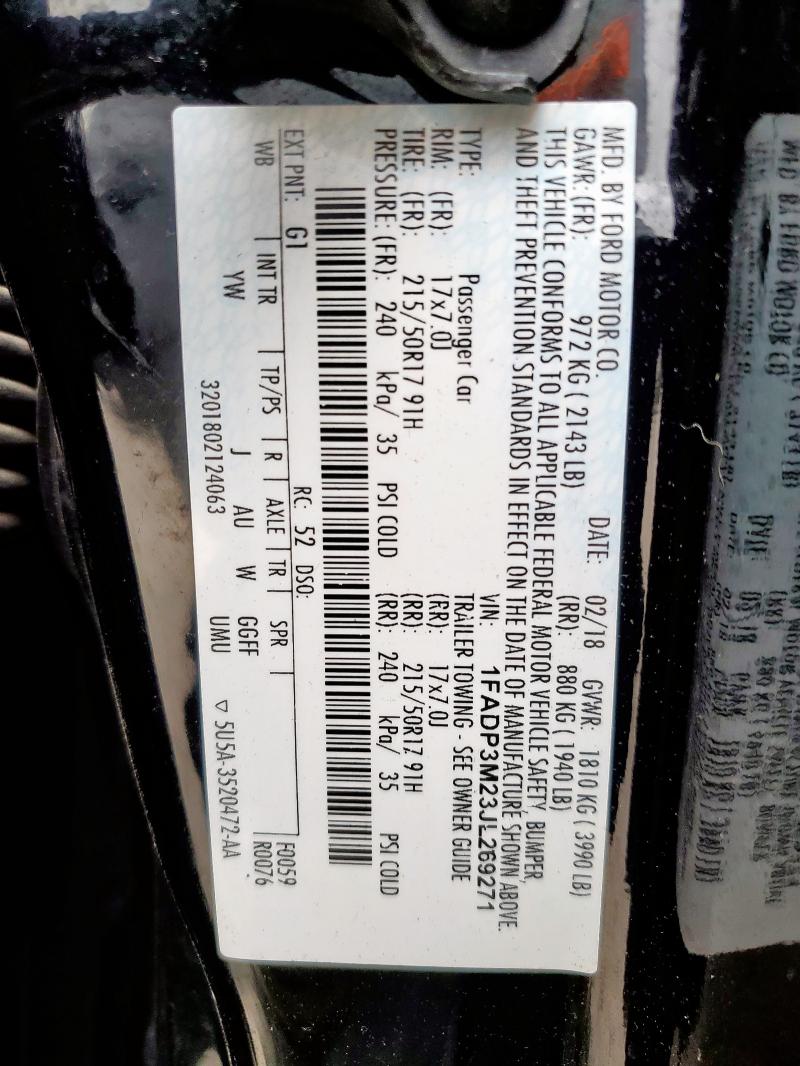 MFD. BY FORD MOTOR CO.
DATE: 02/18 GVWR: 1810 KG ( 3990 LB)
GAWR: (FR): 972 KG ( 2143 LB) (RR): 880 KG ( 1940 LB)
THIS VEHICLE CONFORMS TO ALL APPLICABLE FEDERAL MOTOR VEHICLE SAFETY, BUMPER,
AND THEFT PREVENTION STANDARDS IN EFFECT ON THE DATE OF MANUFACTURE SHOWN ABOVE.
VIN: 1FADP3M23JL269271
TYPE: Passenger Car TRAILER TOWING - SEE OWNER GUIDE
RIM: (FR): 17x7.0J (RR): 17x7.0J
TIRE: (FR): 215/50R17 91H (RR): 215/50R17 91H
PRESSURE: (FR): 240 kPa/ 35 PSI COLD (RR): 240 kPa/ 35 PSI COLD
EXT PNT: G1 RC: 52 DSO: F0059
R0076
WB INT TR TP/PS R AXLE TR SPR
YW J AU W GGFF
UMU
3201802124063 ▽ 5U5A-3520472-AA